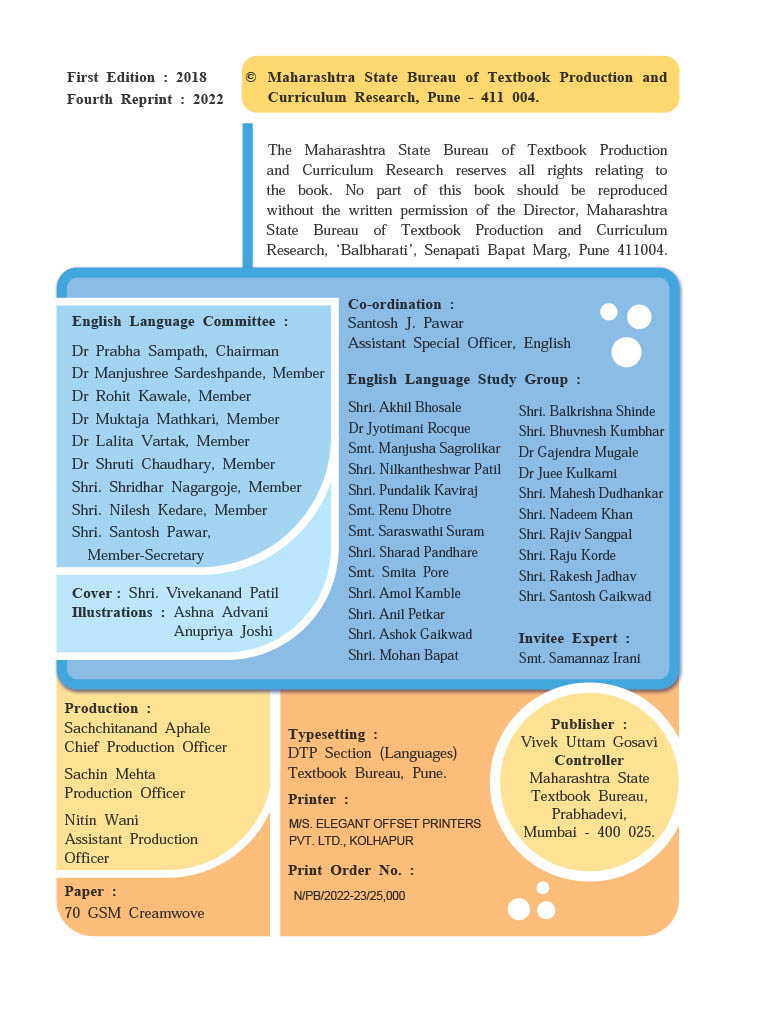 First Edition : 2018
Fourth Reprint : 2022
© Maharashtra State Bureau of Textbook Production and
Curriculum Research, Pune - 411 004.
The Maharashtra State Bureau of Textbook Production
and Curriculum Research reserves all rights relating to
the book. No part of this book should be reproduced
without the written permission of the Director, Maharashtra
State Bureau of Textbook Production and Curriculum
Research, ‘Balbharati’, Senapati Bapat Marg, Pune 411004.
English Language Committee :
Dr Prabha Sampath, Chairman
Dr Manjushree Sardeshpande, Member
Dr Rohit Kawale, Member
Dr Muktaja Mathkari, Member
Dr Lalita Vartak, Member
Dr Shruti Chaudhary, Member
Shri. Shridhar Nagargoje, Member
Shri. Nilesh Kedare, Member
Shri. Santosh Pawar,
Member-Secretary
Cover : Shri. Vivekanand Patil
Illustrations : Ashna Advani
Anupriya Joshi
Co-ordination :
Santosh J. Pawar
Assistant Special Officer, English
English Language Study Group :
Shri. Akhil Bhosale
Dr Jyotimani Rocque
Smt. Manjusha Sagrolikar
Shri. Nilkantheshwar Patil
Shri. Pundalik Kaviraj
Smt. Renu Dhotre
Smt. Saraswathi Suram
Shri. Sharad Pandhare
Smt. Smita Pore
Shri. Amol Kamble
Shri. Anil Petkar
Shri. Ashok Gaikwad
Shri. Mohan Bapat
Shri. Balkrishna Shinde
Shri. Bhuvnesh Kumbhar
Dr Gajendra Mugale
Dr Juee Kulkarni
Shri. Mahesh Dudhankar
Shri. Nadeem Khan
Shri. Rajiv Sangpal
Shri. Raju Korde
Shri. Rakesh Jadhav
Shri. Santosh Gaikwad
Invitee Expert :
Smt. Samannaz Irani
Production :
Sachchitanand Aphale
Chief Production Officer
Sachin Mehta
Production Officer
Nitin Wani
Assistant Production
Officer
Paper :
70 GSM Creamwove
Typesetting :
DTP Section (Languages)
Textbook Bureau, Pune.
Printer :
M/S. ELEGANT OFFSET PRINTERS
PVT. LTD., KOLHAPUR
Print Order No. :
N/PB/2022-23/25,000
Publisher :
Vivek Uttam Gosavi
Controller
Maharashtra State
Textbook Bureau,
Prabhadevi,
Mumbai - 400 025.